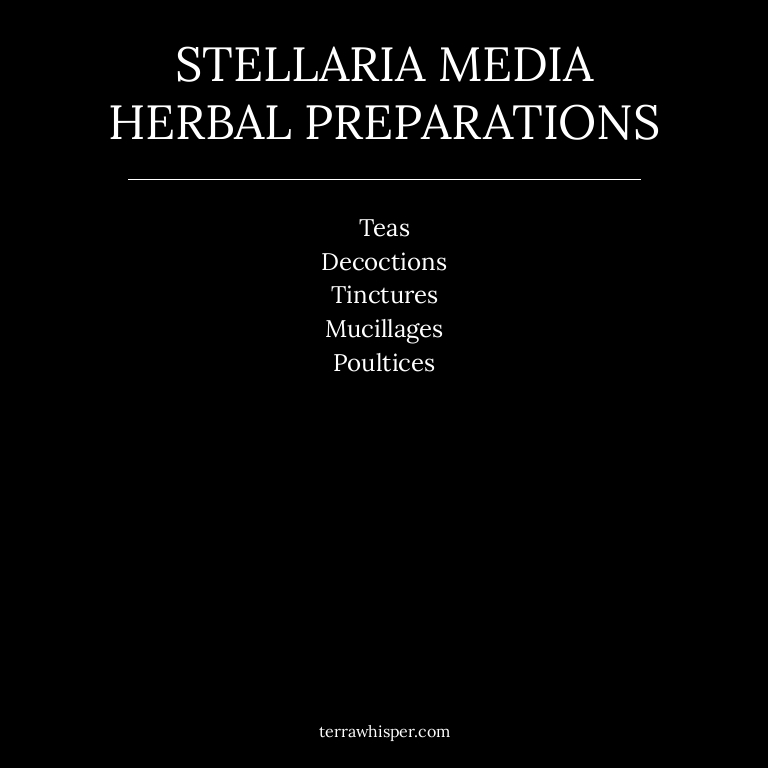 STELLARIA MEDIA
HERBAL PREPARATIONS
Teas
Decoctions
Tinctures
Mucillages
Poultices
terrawhisper.com